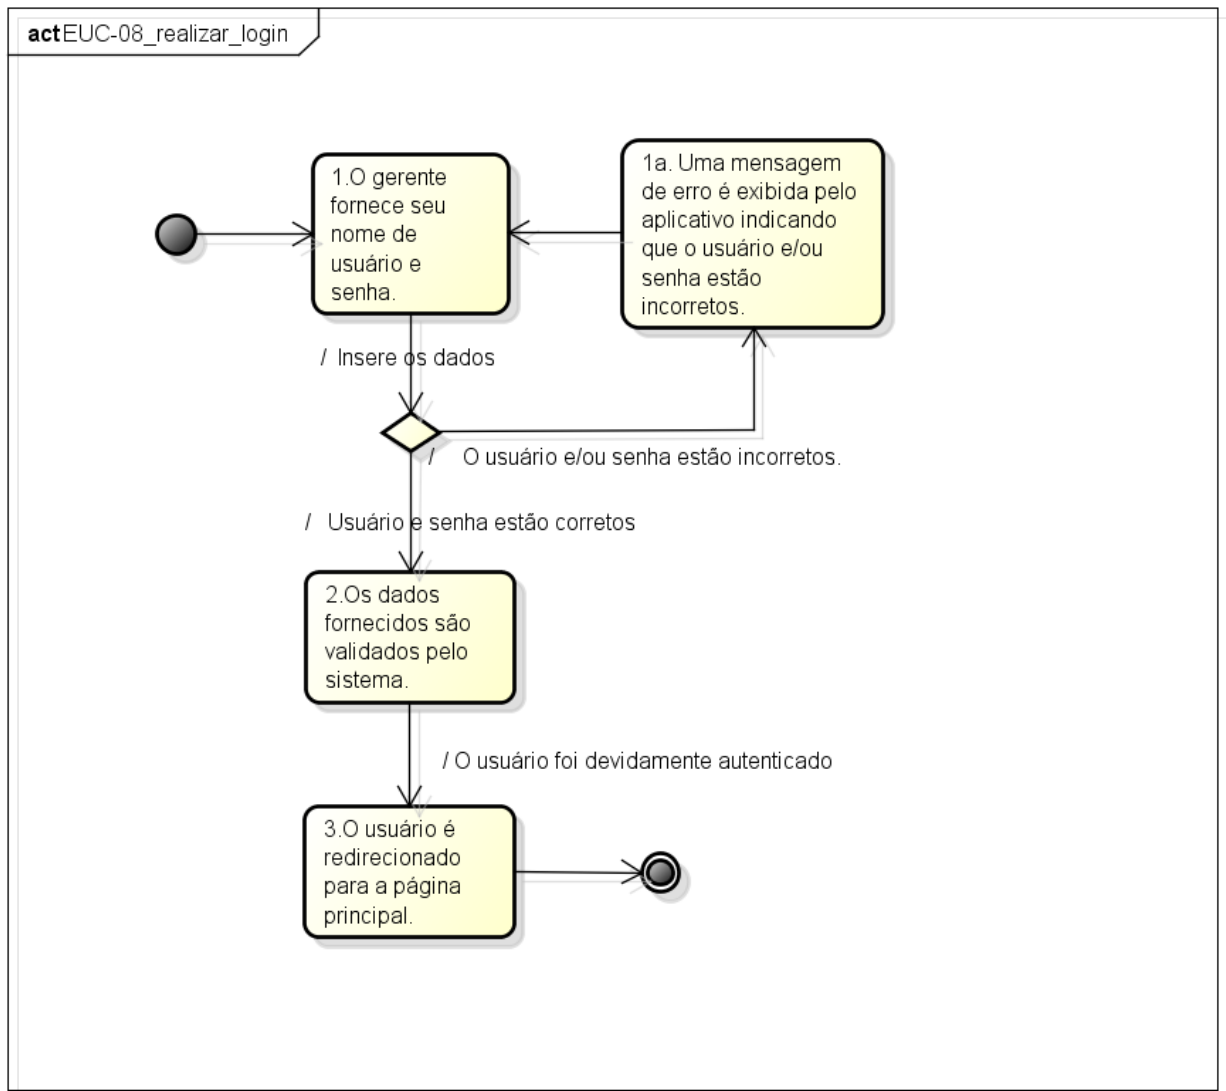 actEUC-08_realizar_login
1.O gerente
fornece seu
nome de
usuário e
senha.
1a. Uma mensagem
de erro é exibida pelo
aplicativo indicando
que o usuário e/ou
senha estão
incorretos.
/ Insere os dados
/ O usuário e/ou senha estão incorretos.
/ Usuário e senha estão corretos
2.Os dados
fornecidos são
validados pelo
sistema.
/ O usuário foi devidamente autenticado
3.O usuário é
redirecionado
para a página
principal.